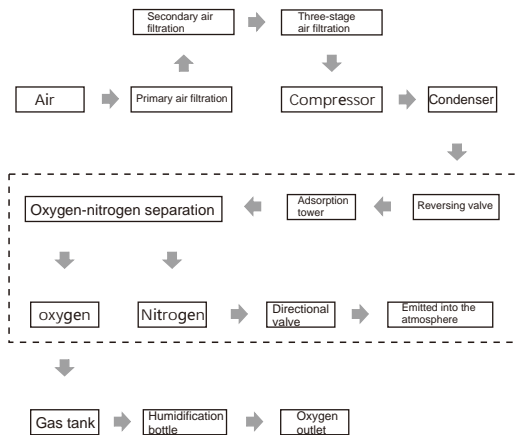 Secondary air
filtration
Three-stage
air filtration
Air
Primary air filtration
Compressor
Condenser
Oxygen-nitrogen separation
Adsorption
tower
Reversing valve
oxygen
Nitrogen
Directional
valve
Emitted into the
atmosphere
Gas tank
Humidification
bottle
Oxygen
outlet